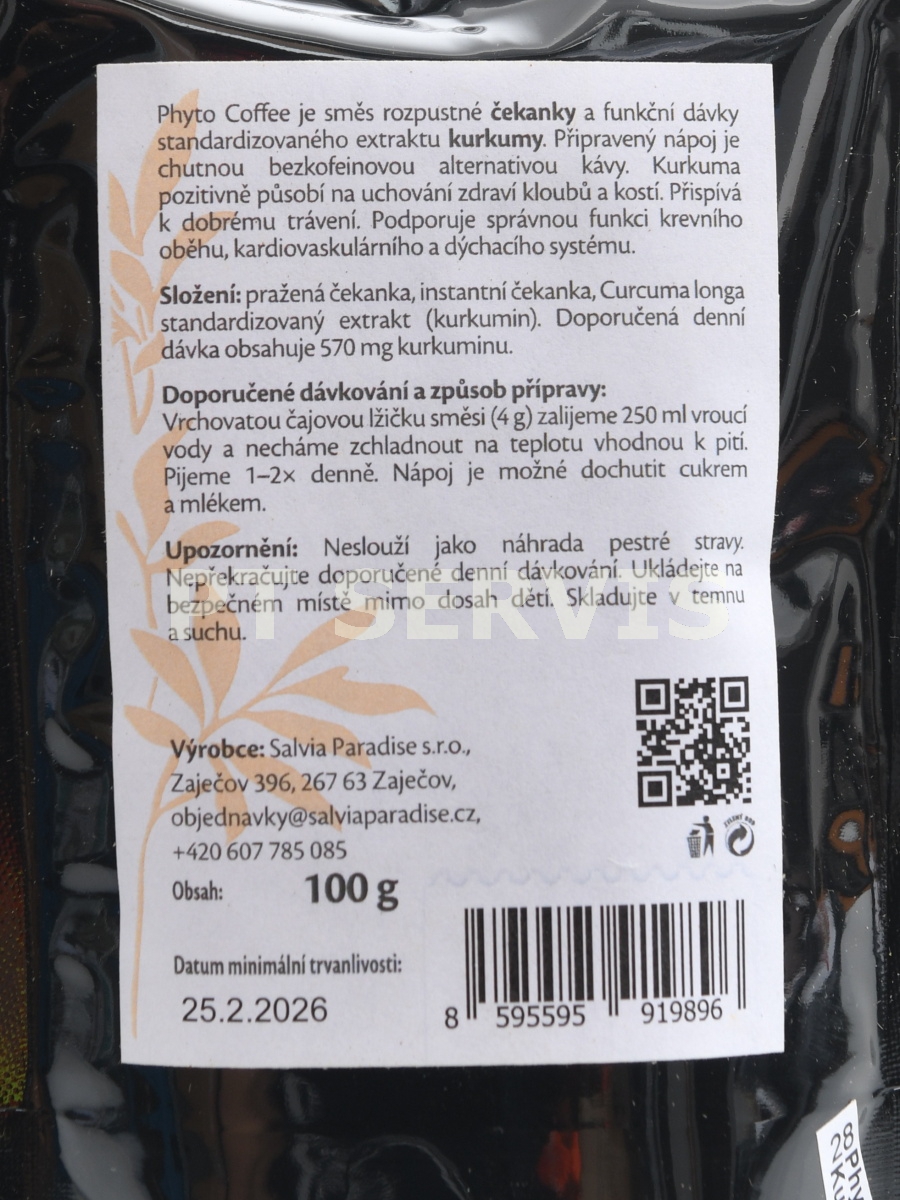 Phyto Coffee je směs rozpustné čekanky a funkční dávky
standardizovaného extraktu kurkumy. Připravený nápoj je
chutnou bezkofeinovou alternativou kávy. Kurkuma
pozitivně působí na uchování zdraví kloubů a kostí. Přispívá
k dobrému trávení. Podporuje správnou funkci krevního
oběhu, kardiovaskulárního a dýchacího systému.
Složení: pražená čekanka, instantní čekanka, Curcuma longa
standardizovaný extrakt (kurkumin). Doporučená denní
dávka obsahuje 570 mg kurkuminu.
Doporučené dávkování a způsob přípravy:
Vrchovatou čajovou lžičku směsi (4 g) zalijeme 250 ml vroucí
vody a necháme zchladnout na teplotu vhodnou k pití.
Pijeme 1–2× denně. Nápoj je možné dochutit cukrem
a mlékem.
Upozornění: Neslouží jako náhrada pestré stravy.
Nepřekračujte doporučené denní dávkování. Ukládejte na
bezpečném místě mimo dosah dětí. Skladujte v temnu
a suchu.
Výrobce: Salvia Paradise s.r.o.,
Zaječov 396, 267 63 Zaječov,
objednavky@salviaparadise.cz,
+420 607 785 085
ZELENÝ BOD
Obsah: 100 g
Datum minimální trvanlivosti:
25.2.2026
8 595595 919896
28Phy